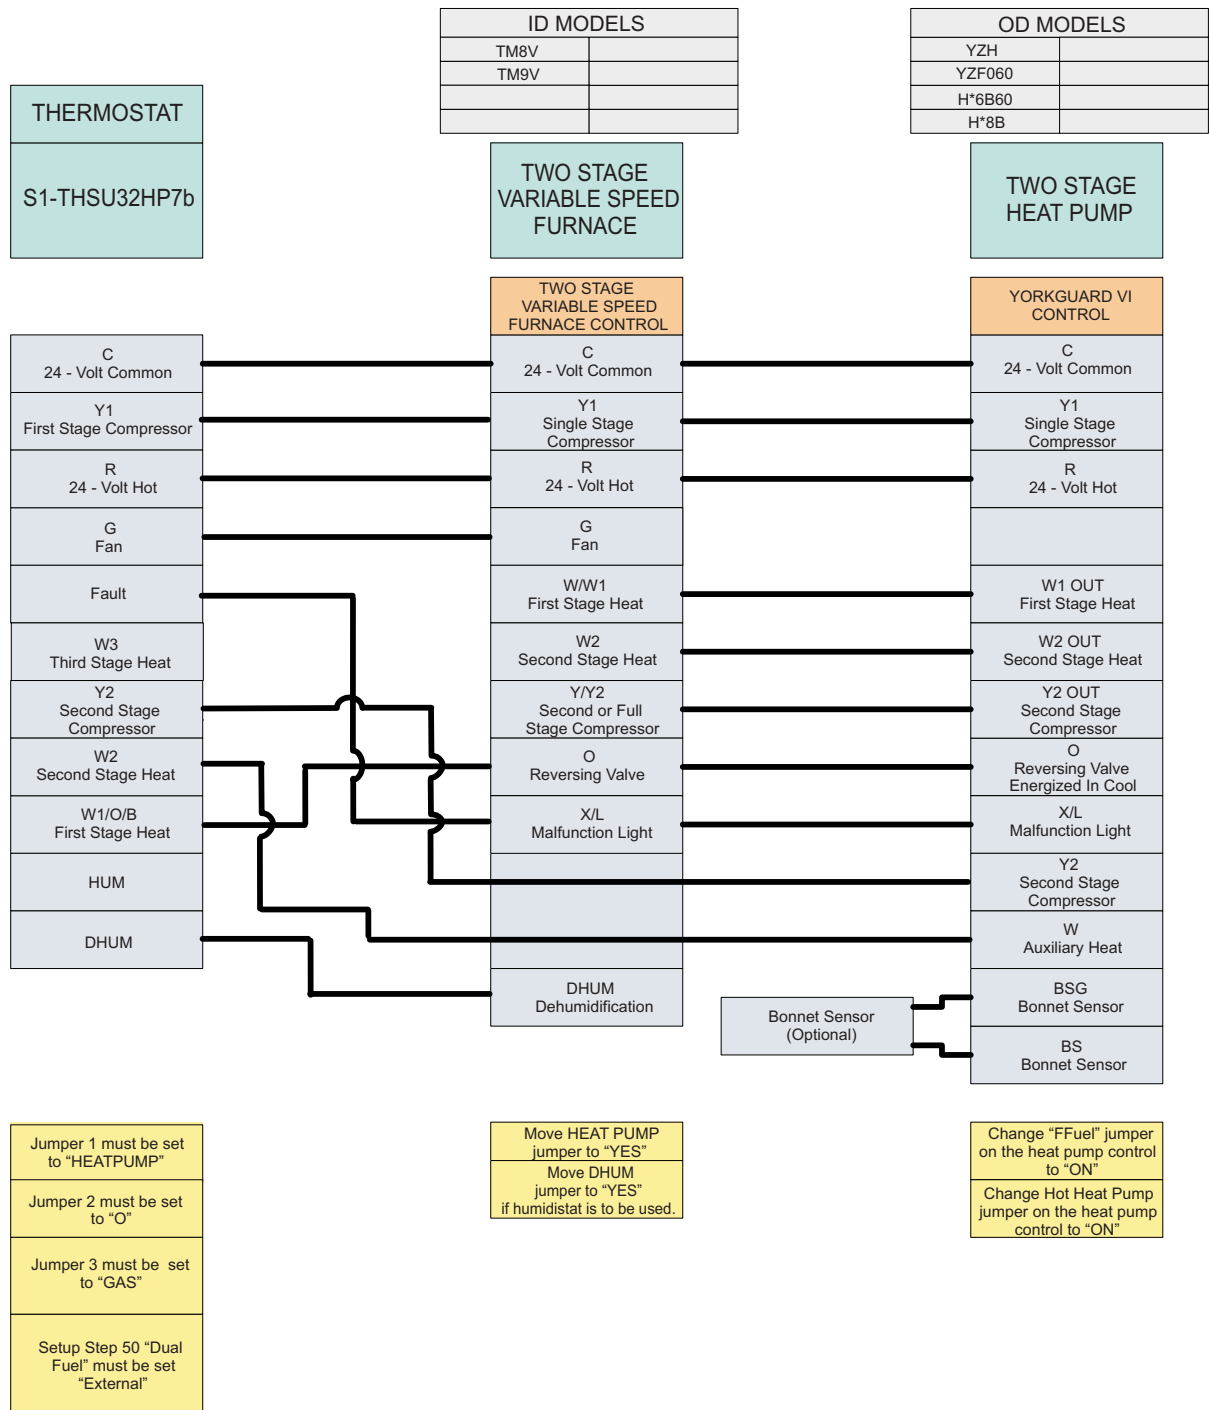 ID MODELS
TM8V
TM9V
OD MODELS
YZH
YZF060
H*6B60
H*8B
THERMOSTAT
S1-THSU32HP7b
TWO STAGE
VARIABLE SPEED
FURNACE
TWO STAGE
HEAT PUMP
TWO STAGE
VARIABLE SPEED
FURNACE CONTROL
YORKGUARD VI
CONTROL
C
24 - Volt Common
Y1
First Stage Compressor
R
24 - Volt Hot
G
Fan
Fault
W3
Third Stage Heat
Y2
Second Stage
Compressor
W2
Second Stage Heat
W1/O/B
First Stage Heat
HUM
DHUM
C
24 - Volt Common
Y1
Single Stage
Compressor
R
24 - Volt Hot
G
Fan
W/W1
First Stage Heat
W2
Second Stage Heat
Y/Y2
Second or Full
Stage Compressor
O
Reversing Valve
X/L
Malfunction Light
DHUM
Dehumidification
C
24 - Volt Common
Y1
Single Stage
Compressor
R
24 - Volt Hot
W1 OUT
First Stage Heat
W2 OUT
Second Stage Heat
Y2 OUT
Second Stage
Compressor
O
Reversing Valve
Energized In Cool
X/L
Malfunction Light
Y2
Second Stage
Compressor
W
Auxiliary Heat
BSG
Bonnet Sensor
BS
Bonnet Sensor
Bonnet Sensor
(Optional)
Jumper 1 must be set
to “HEATPUMP”
Jumper 2 must be set
to “O”
Jumper 3 must be set
to “GAS”
Setup Step 50 “Dual
Fuel” must be set
“External”
Move HEAT PUMP
jumper to “YES”
Move DHUM
jumper to “YES”
if humidistat is to be used.
Change “FFuel” jumper
on the heat pump control
to “ON”
Change Hot Heat Pump
jumper on the heat pump
control to “ON”